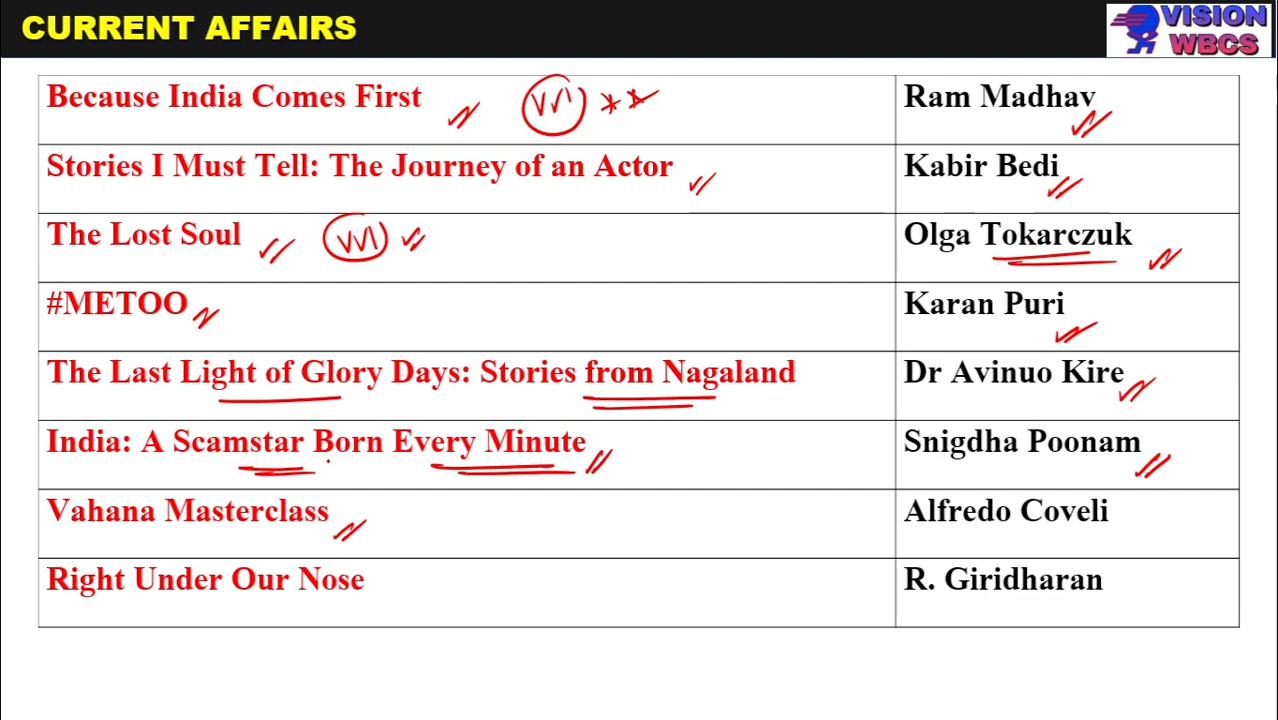 CURRENT AFFAIRS
VISION
WBCS
Because India Comes First VVI Ram Madhav
Stories I Must Tell: The Journey of an Actor Kabir Bedi
The Lost Soul VVI Olga Tokarczuk
#METOO Karan Puri
The Last Light of Glory Days: Stories from Nagaland Dr Avinuo Kire
India: A Scamstar Born Every Minute Snigdha Poonam
Vahana Masterclass Alfredo Coveli
Right Under Our Nose R. Giridharan